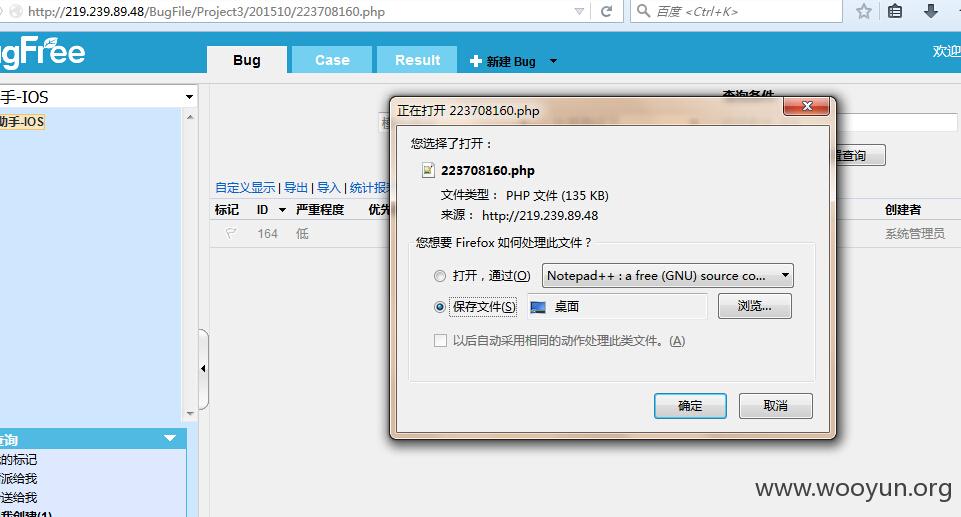 http://219.239.89.48/BugFile/Project3/201510/223708160.php
百度 <Ctrl+K>
gFree
Bug Case Result 新建 Bug
欢迎
手-IOS
助手-IOS
查询条件
正在打开 223708160.php
您选择了打开：
223708160.php
文件类型： PHP 文件 (135 KB)
来源： http://219.239.89.48
您想要 Firefox 如何处理此文件？
打开，通过(O) Notepad++ : a free (GNU) source co...
保存文件(S) 桌面 浏览...
以后自动采用相同的动作处理此类文件。(A)
确定 取消
置查询
自定义显示 | 导出 | 导入 | 统计报表
标记 ID 严重程度 优先 创建者
164 低 系统管理员
查询
的标记
派给我
送给我
我创建(1)
www.wooyun.org